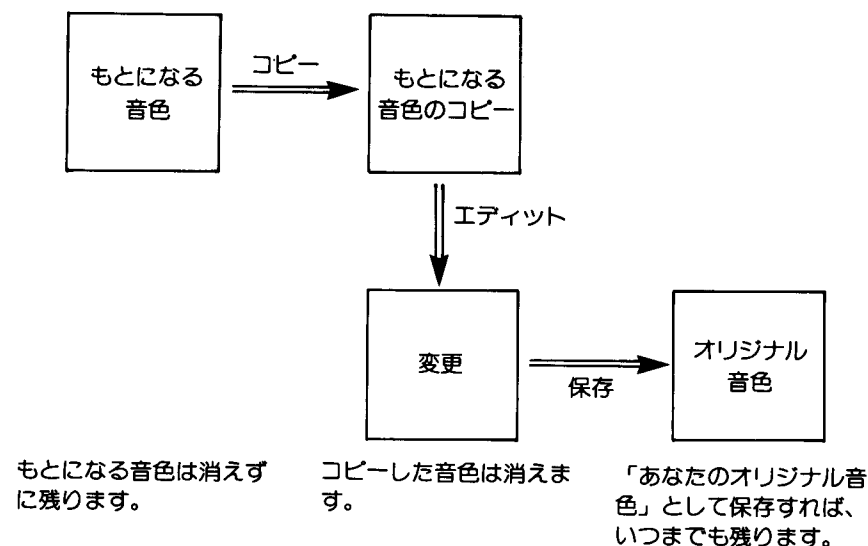 もとになる
音色
コピー
もとになる
音色のコピー
エディット
変更
保存
オリジナル
音色
もとになる音色は消えず
に残ります。
コピーした音色は消えま
す。
「あなたのオリジナル音
色」として保存すれば、
いつまでも残ります。